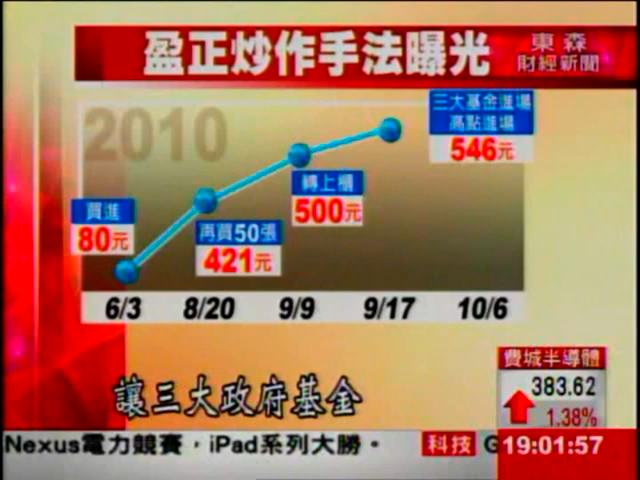 盈正炒作手法曝光
東森
財經新聞
2010
三大基金進場
高點進場
546元
轉上櫃
500元
買進
80元
再買50張
421元
6/3 8/20 9/9 9/17 10/6
費城半導體
383.62
1.38%
讓三大政府基金
Nexus電力競賽，iPad系列大勝。 科技 G
19:01:57